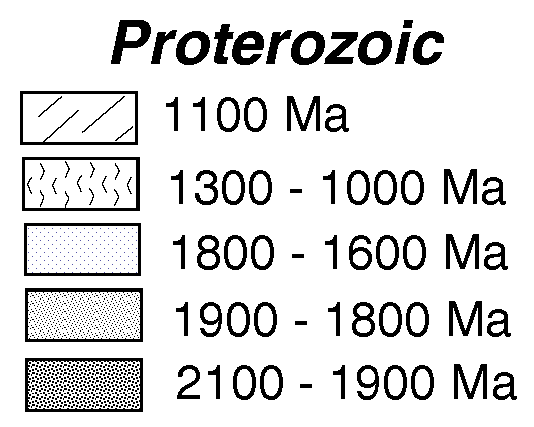 Proterozoic
1100 Ma
1300 - 1000 Ma
1800 - 1600 Ma
1900 - 1800 Ma
2100 - 1900 Ma